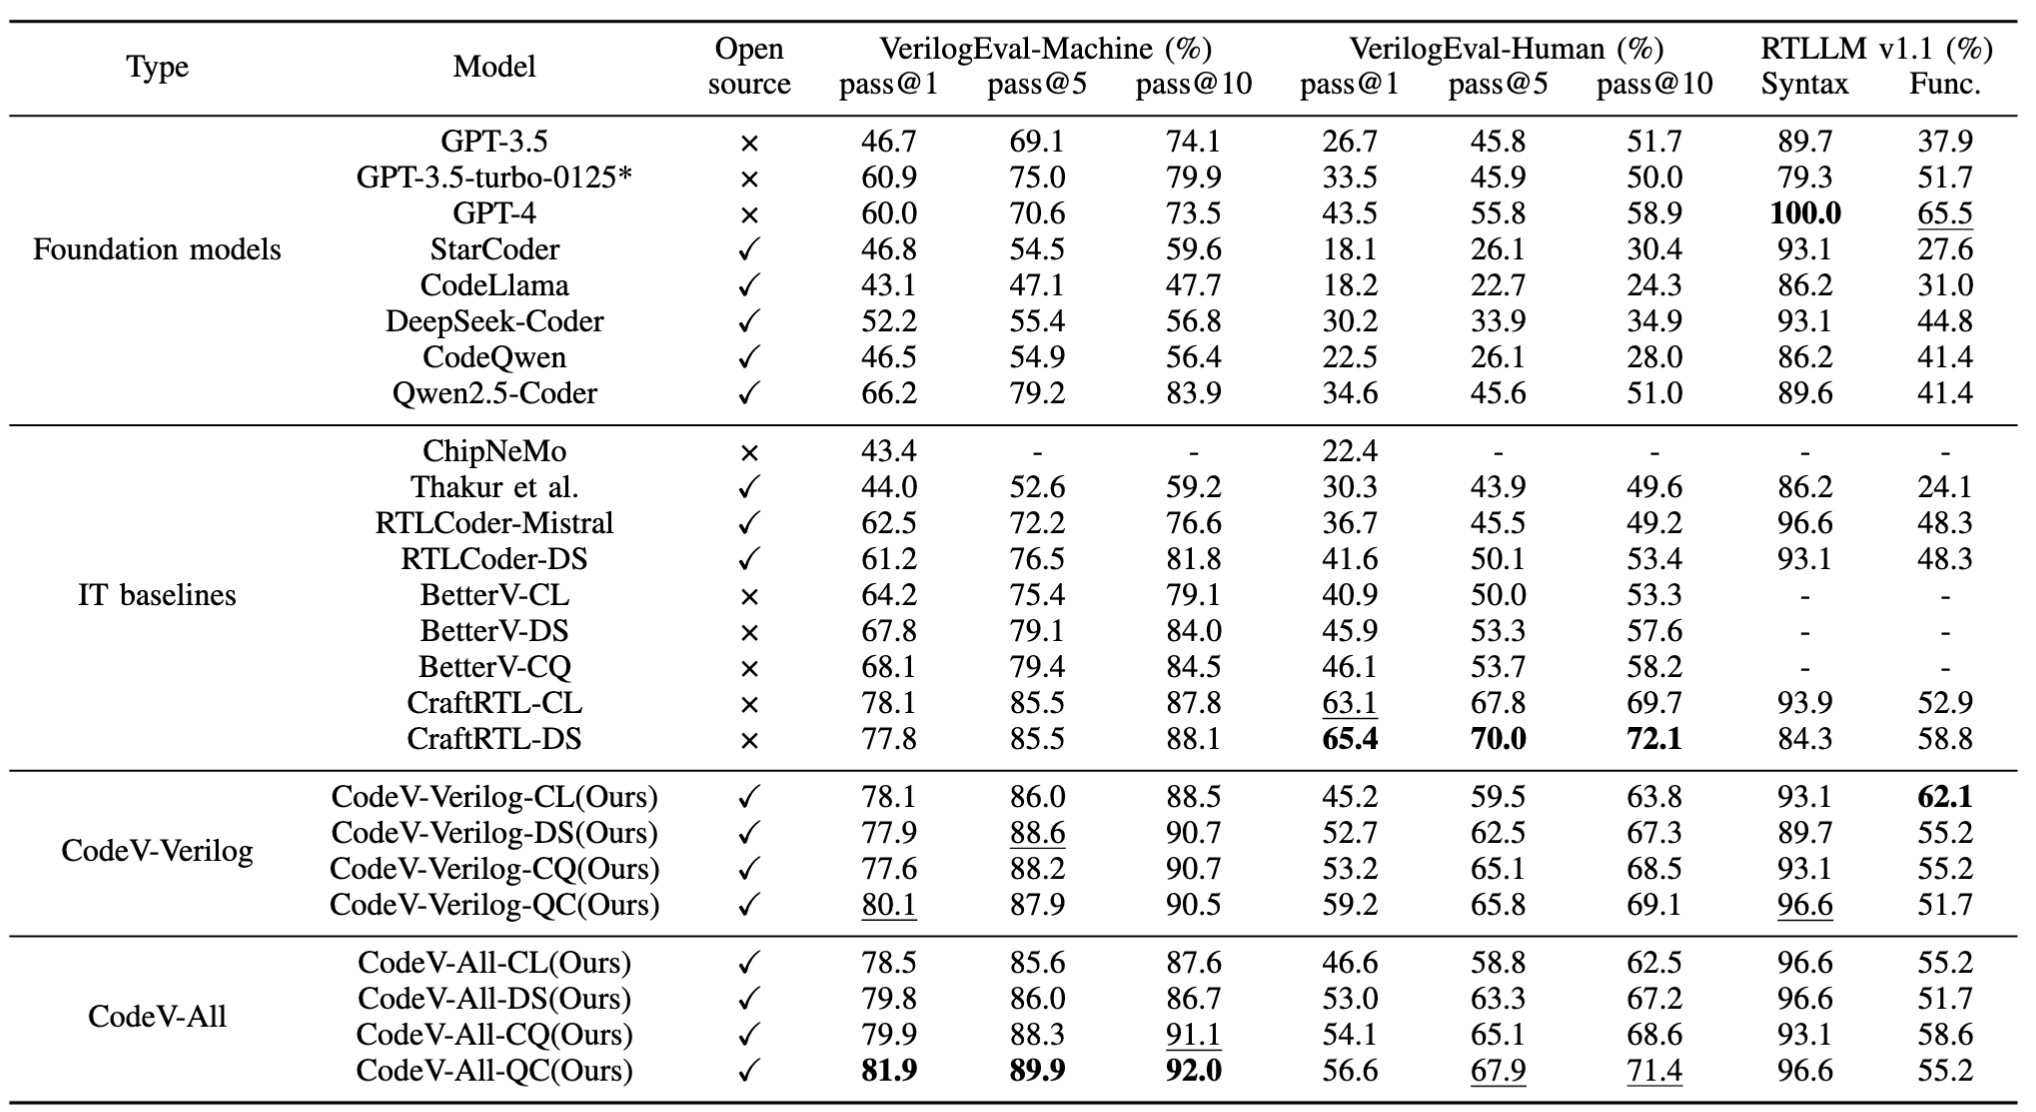 Type Model Open source VerilogEval-Machine (%) VerilogEval-Human (%) RTLLM v1.1 (%)
pass@1 pass@5 pass@10 pass@1 pass@5 pass@10 Syntax Func.
Foundation models
GPT-3.5 × 46.7 69.1 74.1 26.7 45.8 51.7 89.7 37.9
GPT-3.5-turbo-0125* × 60.9 75.0 79.9 33.5 45.9 50.0 79.3 51.7
GPT-4 × 60.0 70.6 73.5 43.5 55.8 58.9 100.0 65.5
StarCoder ✓ 46.8 54.5 59.6 18.1 26.1 30.4 93.1 27.6
CodeLlama ✓ 43.1 47.1 47.7 18.2 22.7 24.3 86.2 31.0
DeepSeek-Coder ✓ 52.2 55.4 56.8 30.2 33.9 34.9 93.1 44.8
CodeQwen ✓ 46.5 54.9 56.4 22.5 26.1 28.0 86.2 41.4
Qwen2.5-Coder ✓ 66.2 79.2 83.9 34.6 45.6 51.0 89.6 41.4
IT baselines
ChipNeMo × 43.4 - - 22.4 - - - -
Thakur et al. ✓ 44.0 52.6 59.2 30.3 43.9 49.6 86.2 24.1
RTLCoder-Mistral ✓ 62.5 72.2 76.6 36.7 45.5 49.2 96.6 48.3
RTLCoder-DS ✓ 61.2 76.5 81.8 41.6 50.1 53.4 93.1 48.3
BetterV-CL × 64.2 75.4 79.1 40.9 50.0 53.3 - -
BetterV-DS × 67.8 79.1 84.0 45.9 53.3 57.6 - -
BetterV-CQ × 68.1 79.4 84.5 46.1 53.7 58.2 - -
CraftRTL-CL × 78.1 85.5 87.8 63.1 67.8 69.7 93.9 52.9
CraftRTL-DS × 77.8 85.5 88.1 65.4 70.0 72.1 84.3 58.8
CodeV-Verilog
CodeV-Verilog-CL(Ours) ✓ 78.1 86.0 88.5 45.2 59.5 63.8 93.1 62.1
CodeV-Verilog-DS(Ours) ✓ 77.9 88.6 90.7 52.7 62.5 67.3 89.7 55.2
CodeV-Verilog-CQ(Ours) ✓ 77.6 88.2 90.7 53.2 65.1 68.5 93.1 55.2
CodeV-Verilog-QC(Ours) ✓ 80.1 87.9 90.5 59.2 65.8 69.1 96.6 51.7
CodeV-All
CodeV-All-CL(Ours) ✓ 78.5 85.6 87.6 46.6 58.8 62.5 96.6 55.2
CodeV-All-DS(Ours) ✓ 79.8 86.0 86.7 53.0 63.3 67.2 96.6 51.7
CodeV-All-CQ(Ours) ✓ 79.9 88.3 91.1 54.1 65.1 68.6 93.1 58.6
CodeV-All-QC(Ours) ✓ 81.9 89.9 92.0 56.6 67.9 71.4 96.6 55.2